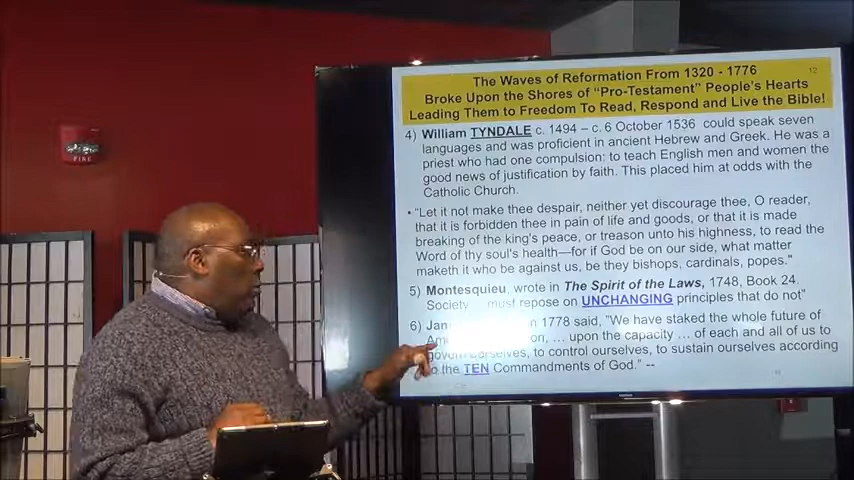 The Waves of Reformation From 1320 - 1776
12
Broke Upon the Shores of "Pro-Testament" People's Hearts
Leading Them to Freedom To Read, Respond and Live the Bible!
4) William TYNDALE c. 1494 – c. 6 October 1536 could speak seven
languages and was proficient in ancient Hebrew and Greek. He was a
priest who had one compulsion: to teach English men and women the
good news of justification by faith. This placed him at odds with the
Catholic Church.
• "Let it not make thee despair, neither yet discourage thee, O reader,
that it is forbidden thee in pain of life and goods, or that it is made
breaking of the king's peace, or treason unto his highness, to read the
Word of thy soul's health—for if God be on our side, what matter
maketh it who be against us, be they bishops, cardinals, popes."
5) Montesquieu, wrote in The Spirit of the Laws, 1748, Book 24.
Society must repose on UNCHANGING principles that do not"
6) in 1778 said, "We have staked the whole future of
... upon the capacity ... of each and all of us to
govern ourselves, to control ourselves, to sustain ourselves according
to the TEN Commandments of God." --
FIRE